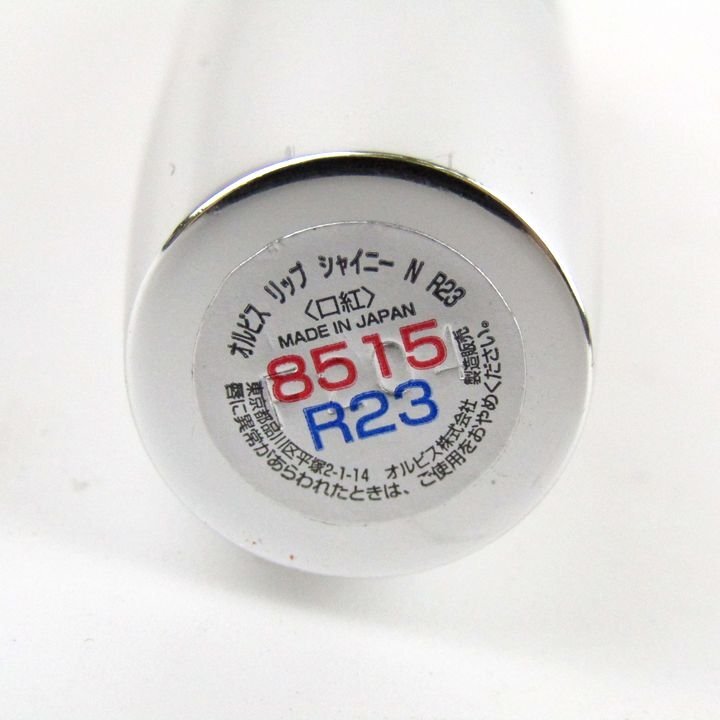 オルビス リップ シャイニー N R23
〈口紅〉
MADE IN JAPAN
8515
R23
東京都品川区平塚2-1-14 オルビス株式会社 製造販売
唇に異常があらわれたときは、ご使用をおやめください。